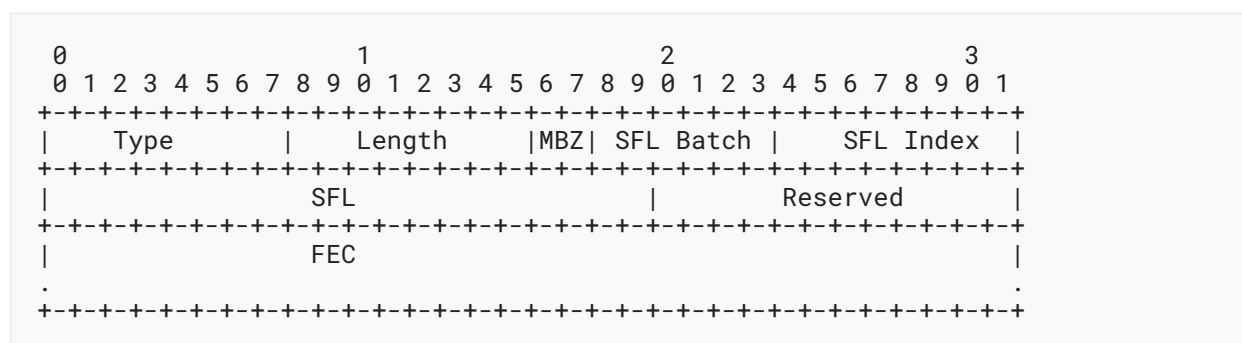 0                   1                   2                   3
 0 1 2 3 4 5 6 7 8 9 0 1 2 3 4 5 6 7 8 9 0 1 2 3 4 5 6 7 8 9 0 1
+-+-+-+-+-+-+-+-+-+-+-+-+-+-+-+-+-+-+-+-+-+-+-+-+-+-+-+-+-+-+-+-+
|    Type       |    Length     |MBZ| SFL Batch |    SFL Index  |
+-+-+-+-+-+-+-+-+-+-+-+-+-+-+-+-+-+-+-+-+-+-+-+-+-+-+-+-+-+-+-+-+
|                 SFL                   |        Reserved       |
+-+-+-+-+-+-+-+-+-+-+-+-+-+-+-+-+-+-+-+-+-+-+-+-+-+-+-+-+-+-+-+-+
|                 FEC                                           |
.                                                               .
+-+-+-+-+-+-+-+-+-+-+-+-+-+-+-+-+-+-+-+-+-+-+-+-+-+-+-+-+-+-+-+-+